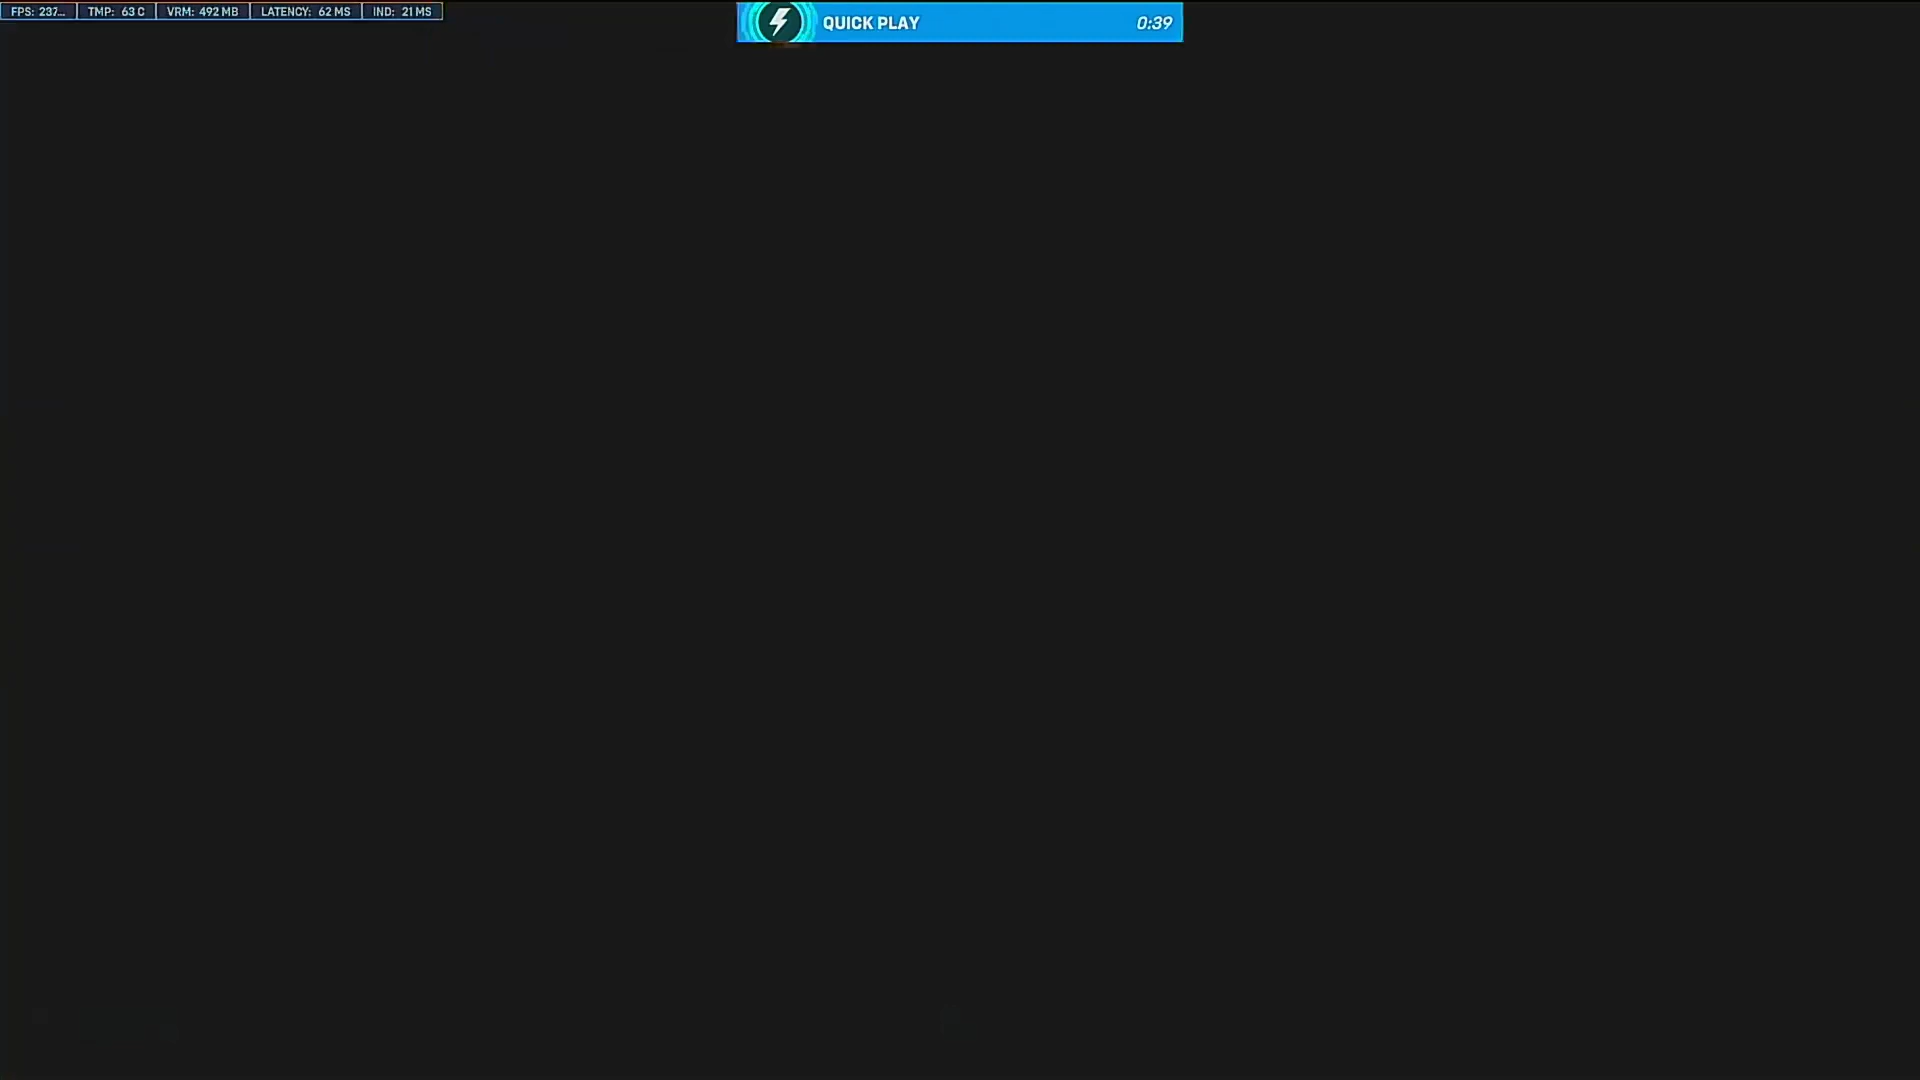 FPS: 237... TMP: 63 C VRM: 492 MB LATENCY: 62 MS IND: 21 MS
QUICK PLAY 0:39